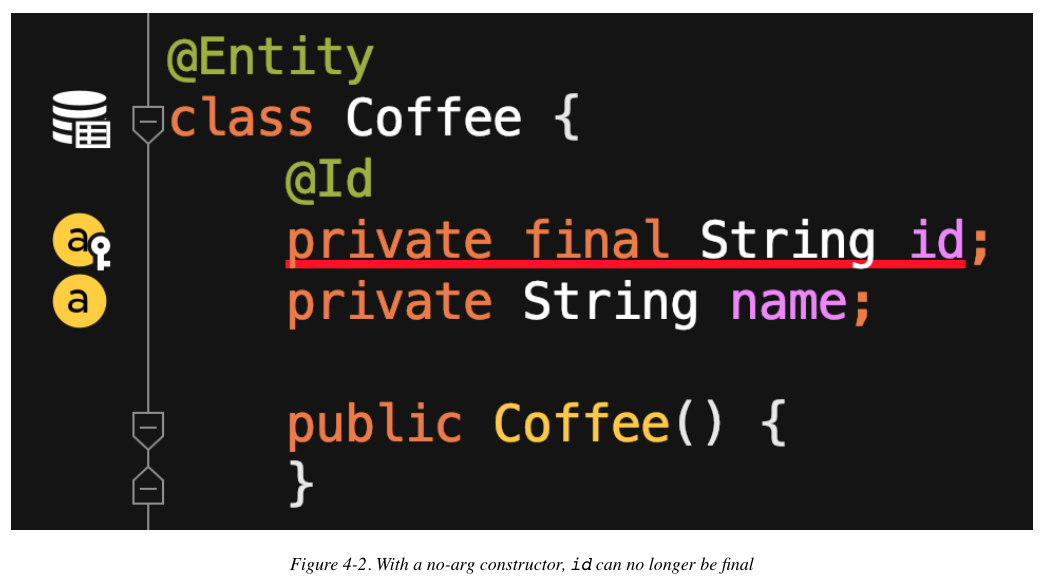 @Entity
class Coffee {
@Id
a private final String id;
a private String name;
public Coffee() {
}
Figure 4-2. With a no-arg constructor, id can no longer be final